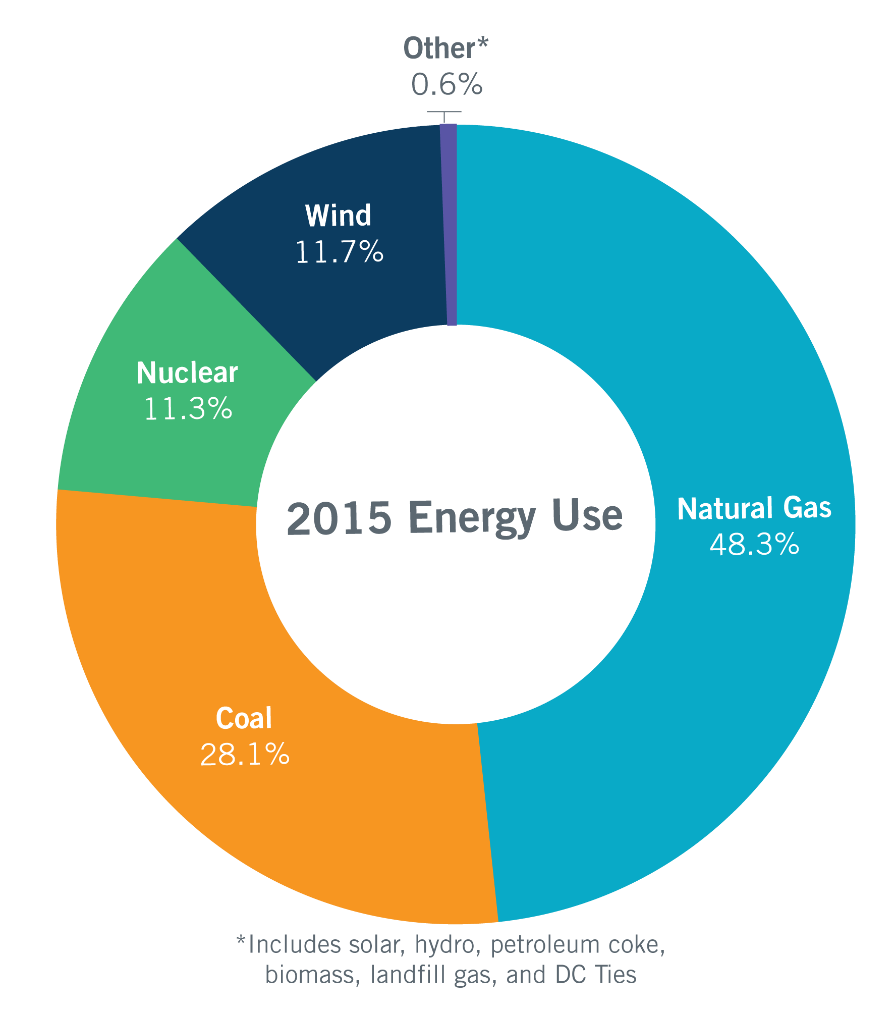 Other*
0.6%
Wind
11.7%
Nuclear
11.3%
2015 Energy Use
Natural Gas
48.3%
Coal
28.1%
*Includes solar, hydro, petroleum coke,
biomass, landfill gas, and DC Ties